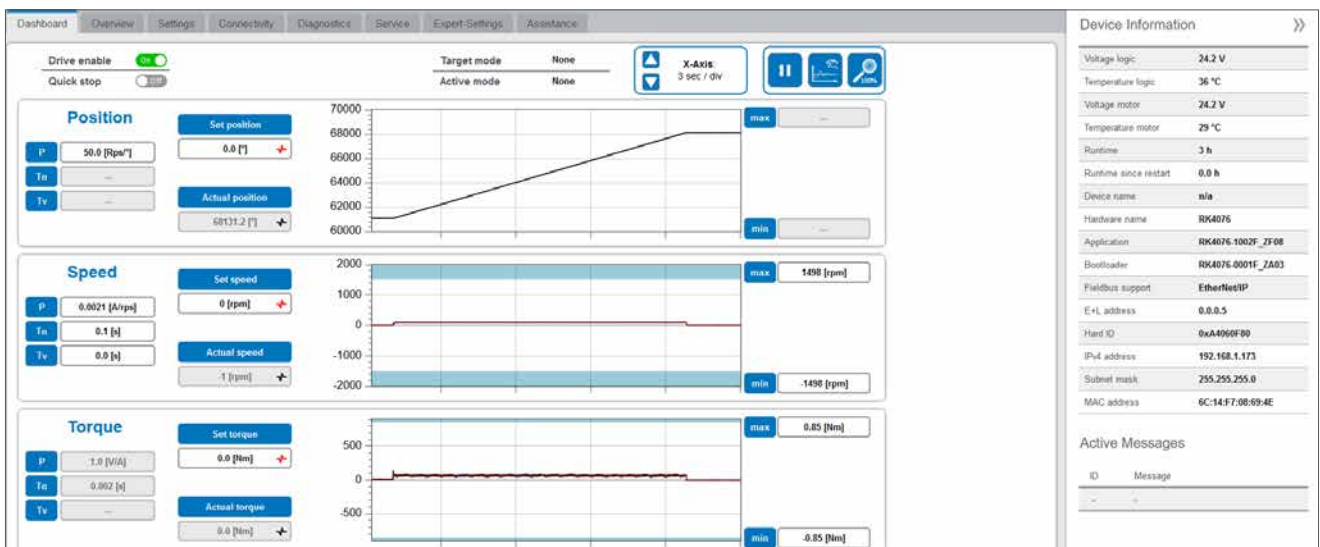 Dashboard Overview Settings Connectivity Diagnostics Service Expert-Settings Assistance
Drive enable On
Quick stop Off
Target mode None
Active mode None
X-Axis:
3 sec / div
100%
Position
P 50.0 [Rps/°]
Tn ...
Tv ...
Set position
0.0 [°]
Actual position
68131.2 [°]
70000
68000
66000
64000
62000
60000
max ...
min ...
Speed
P 0.0021 [A/rps]
Tn 0.1 [s]
Tv 0.0 [s]
Set speed
0 [rpm]
Actual speed
-1 [rpm]
2000
1000
0
-1000
-2000
max 1498 [rpm]
min -1498 [rpm]
Torque
P 1.0 [V/A]
Tn 0.002 [s]
Tv ...
Set torque
0.0 [Nm]
Actual torque
0.0 [Nm]
500
0
-500
max 0.85 [Nm]
min -0.85 [Nm]
Device Information
Voltage logic 24.2 V
Temperature logic 36 °C
Voltage motor 24.2 V
Temperature motor 29 °C
Runtime 3 h
Runtime since restart 0.0 h
Device name n/a
Hardware name RK4076
Application RK4076-1002F_ZF08
Bootloader RK4076-0001F_ZA03
Fieldbus support EtherNet/IP
E+L address 0.0.0.5
Hard ID 0xA4060F80
IPv4 address 192.168.1.173
Subnet mask 255.255.255.0
MAC address 6C:14:F7:08:69:4E
Active Messages
ID Message
- -